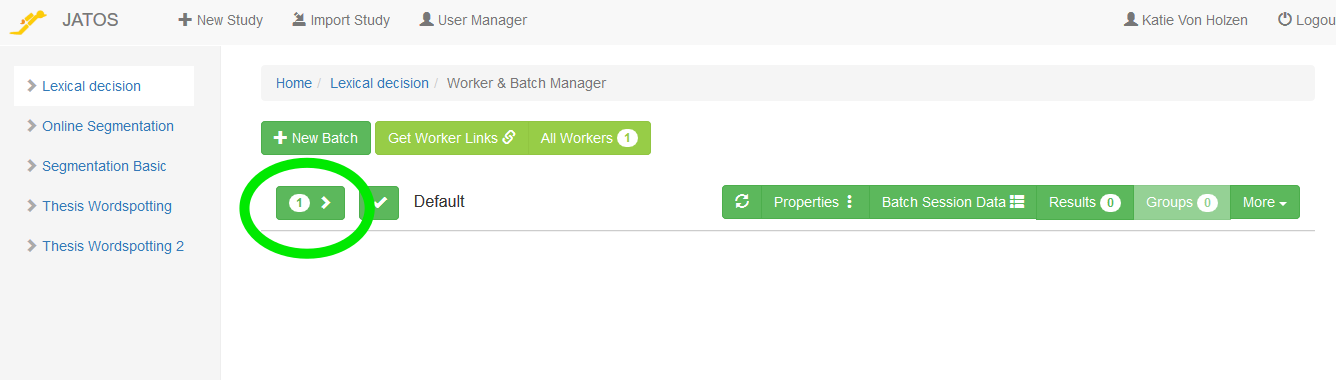 JATOS New Study Import Study User Manager Katie Von Holzen Logou
Lexical decision
Online Segmentation
Segmentation Basic
Thesis Wordspotting
Thesis Wordspotting 2
Home / Lexical decision / Worker & Batch Manager
New Batch Get Worker Links All Workers 1
1 Default Properties Batch Session Data Results 0 Groups 0 More